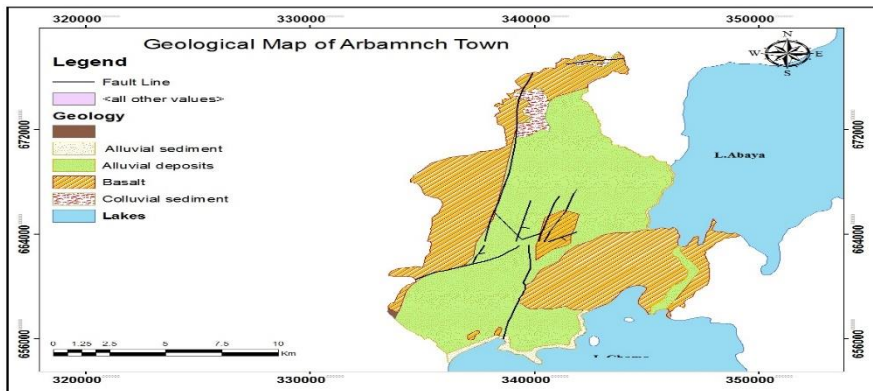 320000 330000 340000 350000
Geological Map of Arbamnch Town
N
W E
S
Legend
Fault Line
<all other values>
Geology
Alluvial sediment
Alluvial deposits
Basalt
Colluvial sediment
Lakes
672000 672000
L.Abaya
664000 664000
656000 656000
0 1.25 2.5 5 7.5 10
Km
320000 330000 340000 350000